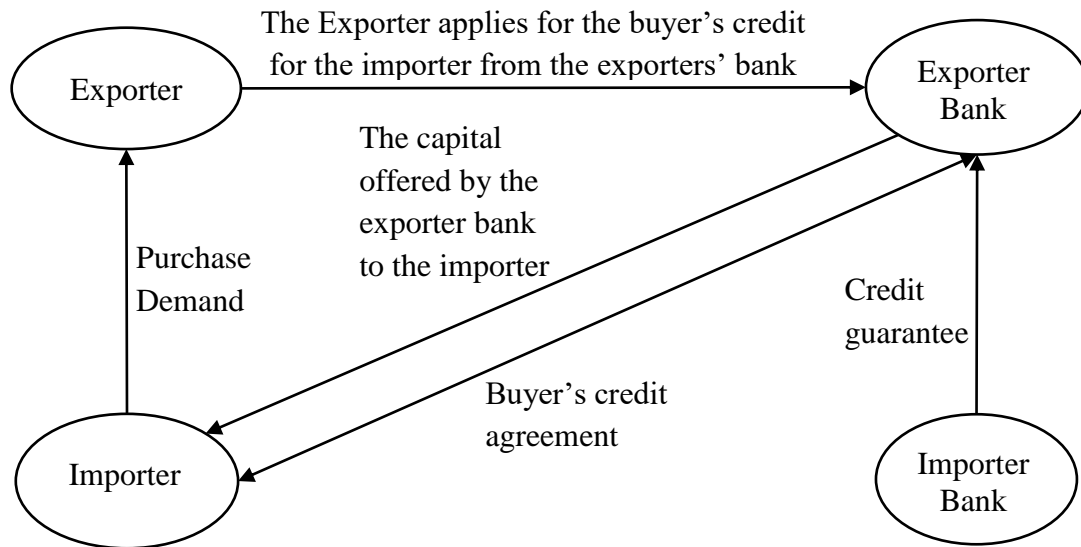 The Exporter applies for the buyer’s credit
for the importer from the exporters’ bank
Exporter
Exporter
Bank
The capital
offered by the
exporter bank
to the importer
Purchase
Demand
Credit
guarantee
Buyer’s credit
agreement
Importer
Importer
Bank